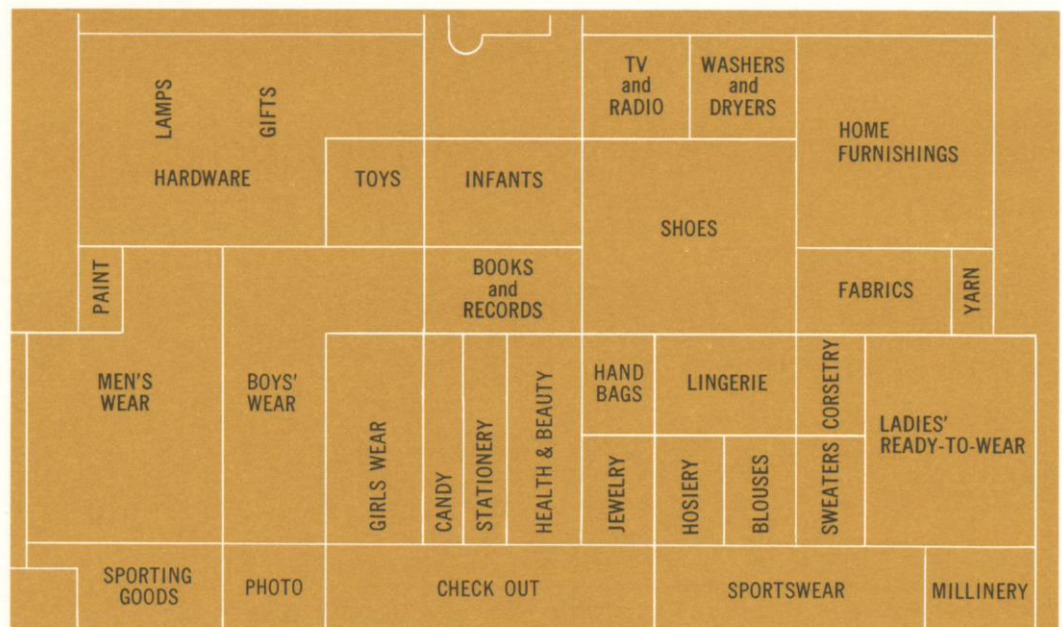 LAMPS
GIFTS
HARDWARE
TOYS
INFANTS
TV
and
RADIO
WASHERS
and
DRYERS
HOME
FURNISHINGS
SHOES
PAINT
BOOKS
and
RECORDS
FABRICS
YARN
MEN'S
WEAR
BOYS'
WEAR
GIRLS WEAR
CANDY
STATIONERY
HEALTH & BEAUTY
HAND
BAGS
LINGERIE
CORSETRY
LADIES'
READY-TO-WEAR
JEWELRY
HOSIERY
BLOUSES
SWEATERS
SPORTING
GOODS
PHOTO
CHECK OUT
SPORTSWEAR
MILLINERY